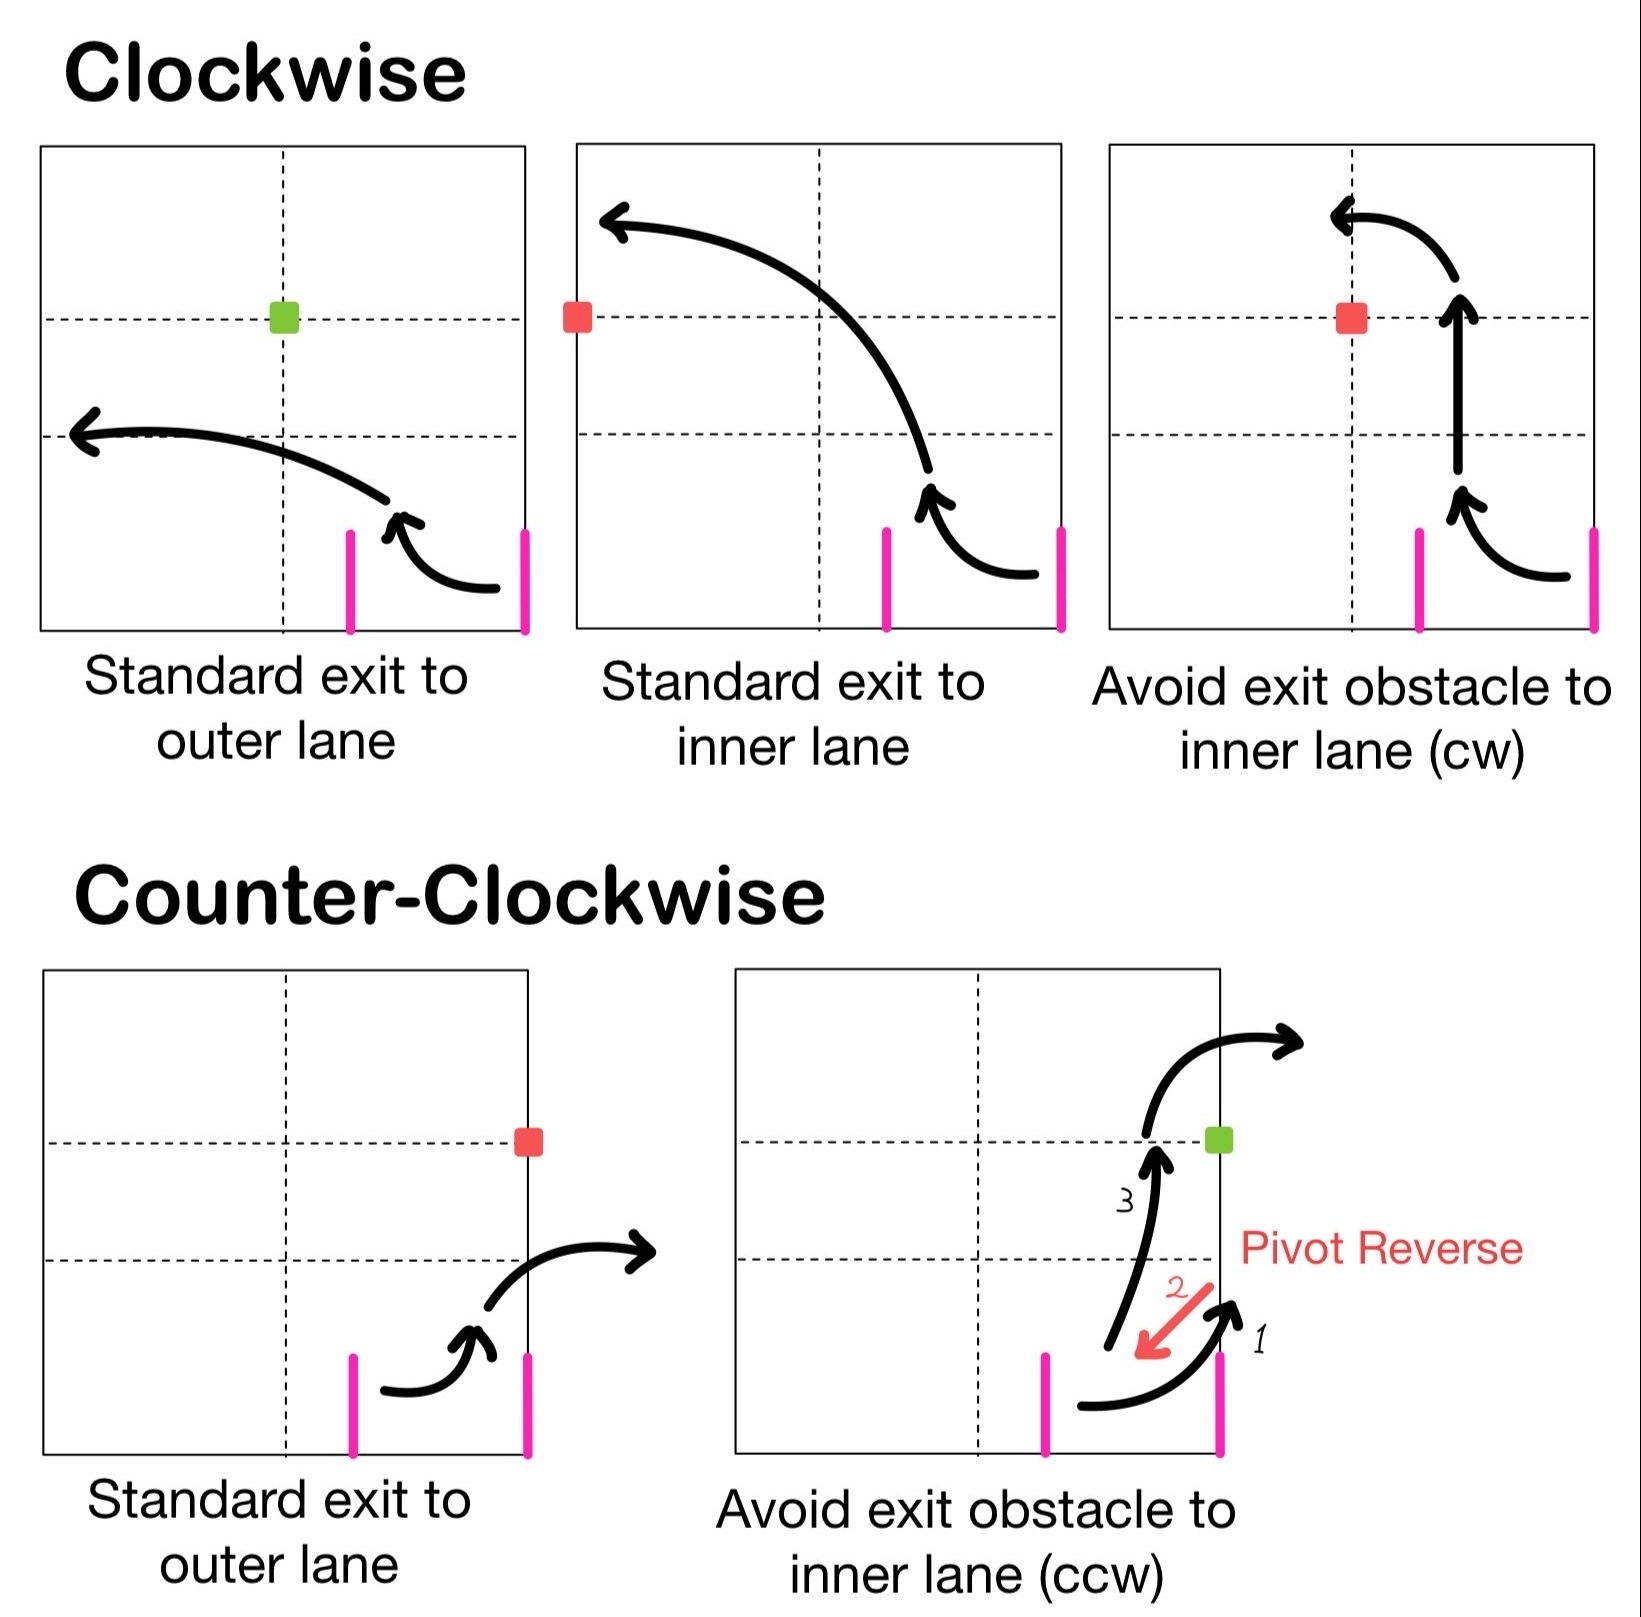 Clockwise
Standard exit to
outer lane
Standard exit to
inner lane
Avoid exit obstacle to
inner lane (cw)
Counter-Clockwise
3
2
Pivot Reverse
1
Standard exit to
outer lane
Avoid exit obstacle to
inner lane (ccw)